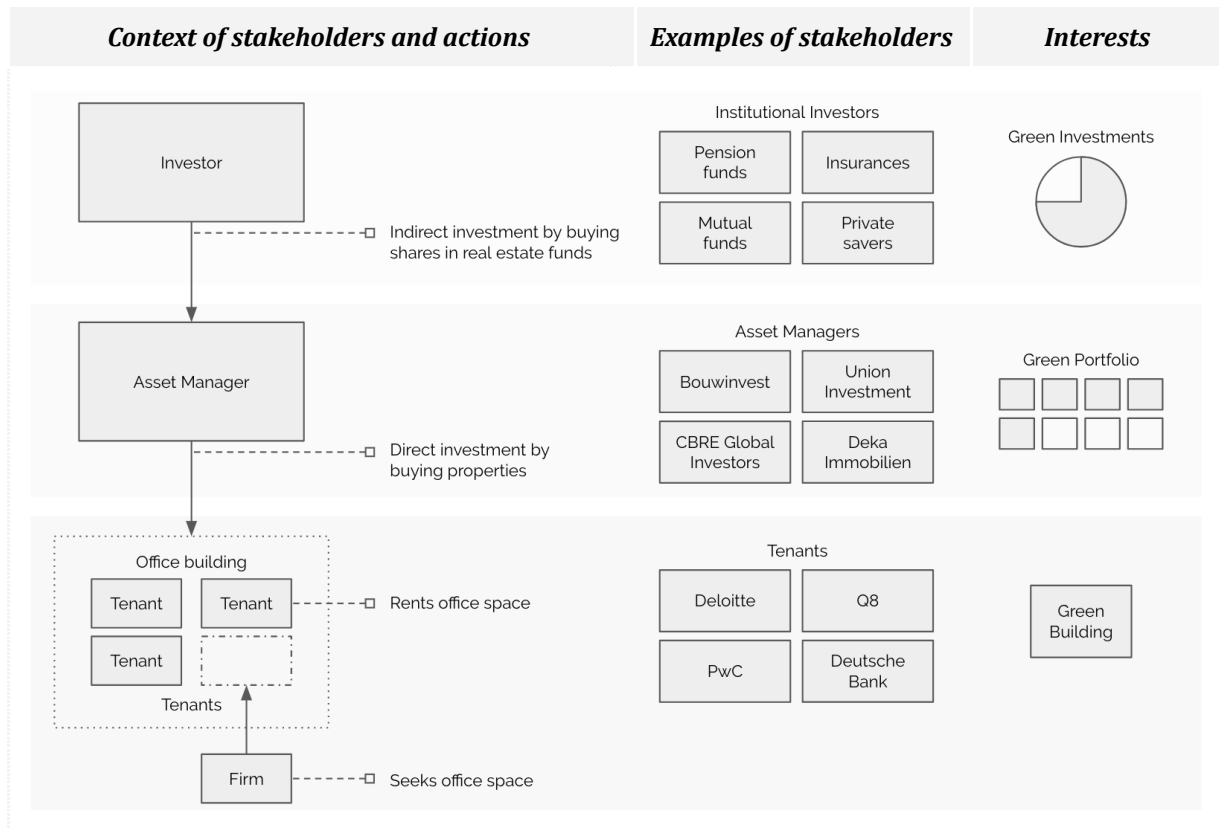 Context of stakeholders and actions
Examples of stakeholders
Interests
Investor
Indirect investment by buying
shares in real estate funds
Institutional Investors
Pension
funds
Insurances
Mutual
funds
Private
savers
Green Investments
Asset Manager
Direct investment by
buying properties
Asset Managers
Bouwinvest
Union
Investment
CBRE Global
Investors
Deka
Immobilien
Green Portfolio
Office building
Tenant
Tenant
Rents office space
Tenant
Tenants
Firm
Seeks office space
Tenants
Deloitte
Q8
PwC
Deutsche
Bank
Green
Building